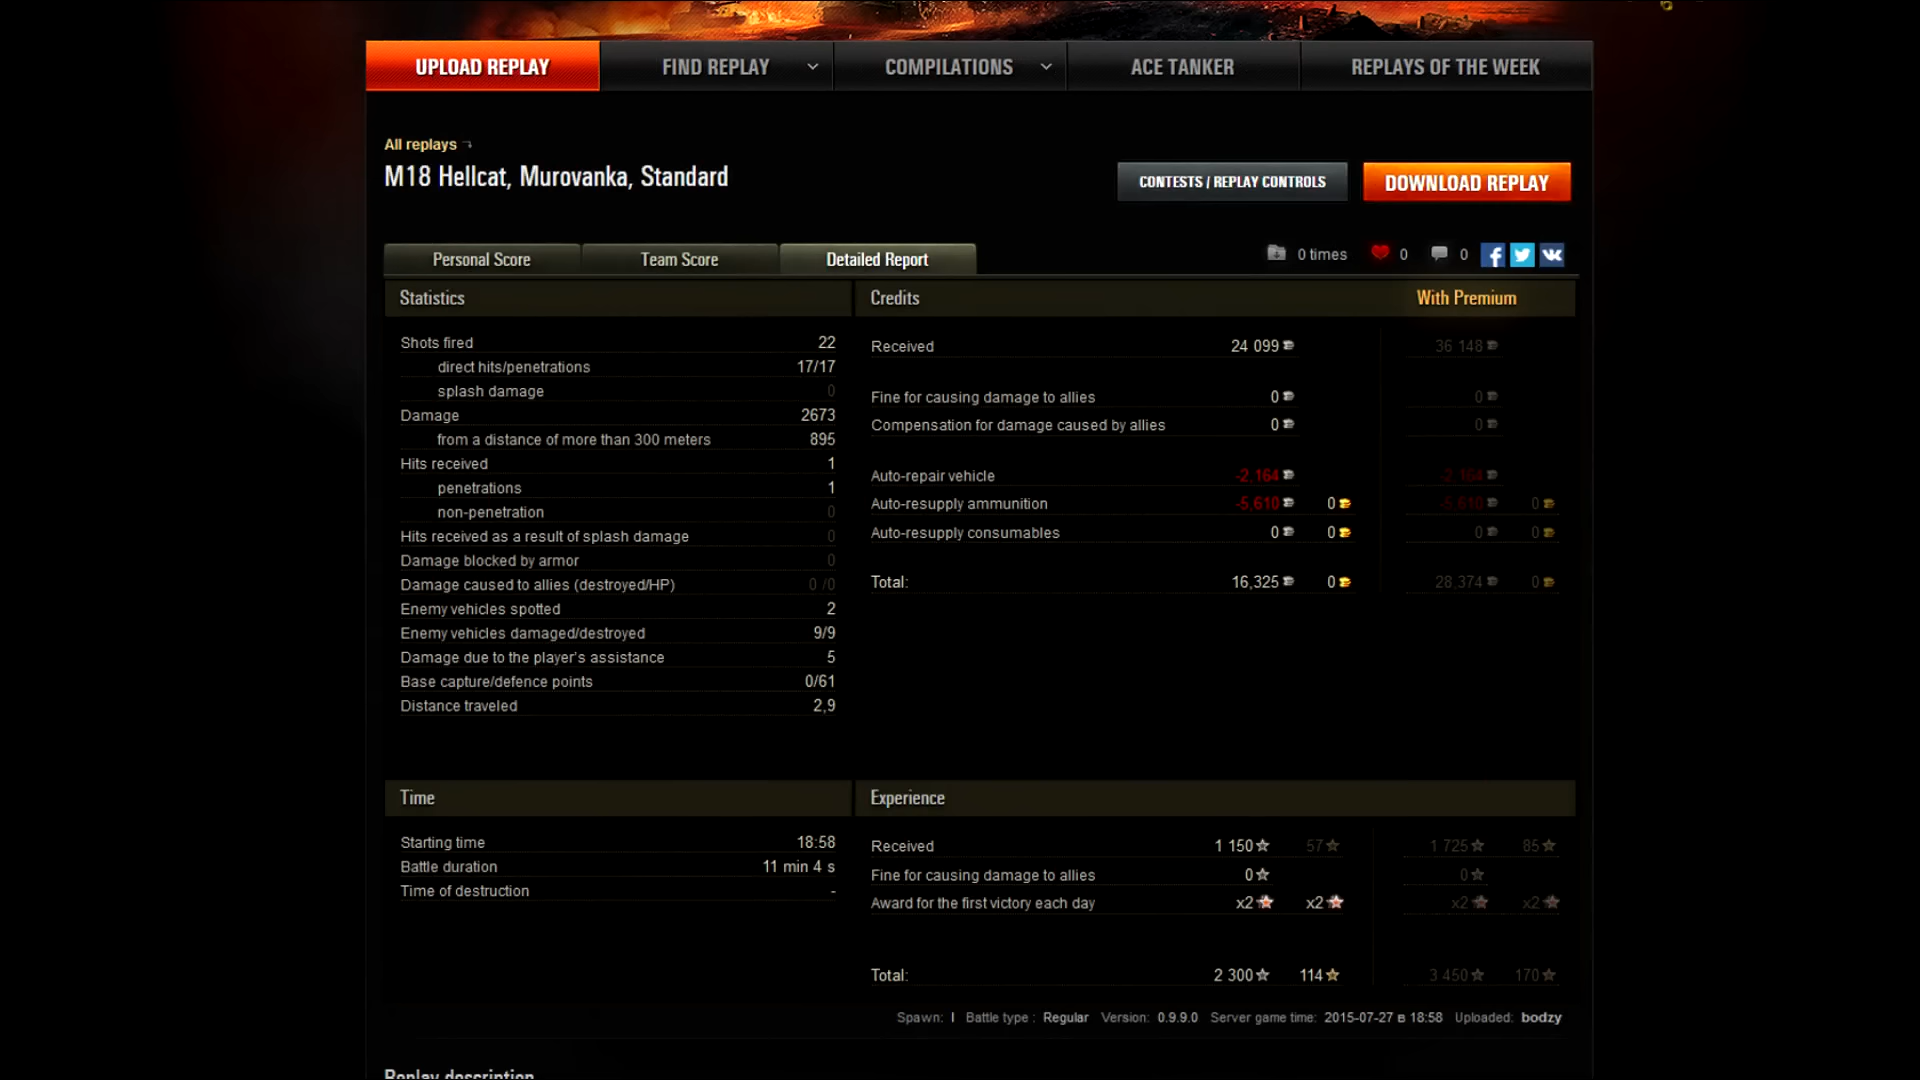 UPLOAD REPLAY FIND REPLAY COMPILATIONS ACE TANKER REPLAYS OF THE WEEK
All replays
M18 Hellcat, Murovanka, Standard
CONTESTS / REPLAY CONTROLS DOWNLOAD REPLAY
Personal Score Team Score Detailed Report 0 times 0 0
Statistics Credits With Premium
Shots fired 22
direct hits/penetrations 17/17
splash damage 0
Damage 2673
from a distance of more than 300 meters 895
Hits received 1
penetrations 1
non-penetration 0
Hits received as a result of splash damage 0
Damage blocked by armor 0
Damage caused to allies (destroyed/HP) 0 /0
Enemy vehicles spotted 2
Enemy vehicles damaged/destroyed 9/9
Damage due to the player's assistance 5
Base capture/defence points 0/61
Distance traveled 2,9
Received 24 099 36 148
Fine for causing damage to allies 0 0
Compensation for damage caused by allies 0 0
Auto-repair vehicle -2,164 -2 164
Auto-resupply ammunition -5,610 0 -5,610 0
Auto-resupply consumables 0 0 0 0
Total: 16,325 0 28,374 0
Time
Starting time 18:58
Battle duration 11 min 4 s
Time of destruction -
Experience
Received 1 150 57 1 725 85
Fine for causing damage to allies 0 0
Award for the first victory each day x2 x2 x2 x2
Total: 2 300 114 3 450 170
Spawn: I Battle type : Regular Version: 0.9.9.0 Server game time: 2015-07-27 в 18:58 Uploaded: bodzy
Replay description